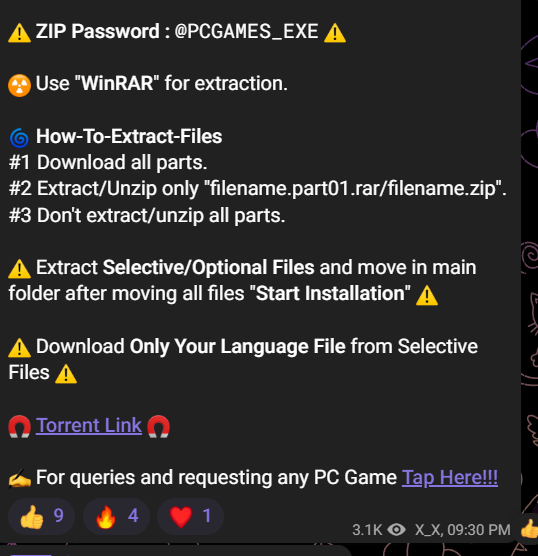 ⚠️ ZIP Password : @PCGAMES_EXE ⚠️
☢️ Use "WinRAR" for extraction.
🌀 How-To-Extract-Files
#1 Download all parts.
#2 Extract/Unzip only "filename.part01.rar/filename.zip".
#3 Don't extract/unzip all parts.
⚠️ Extract Selective/Optional Files and move in main
folder after moving all files "Start Installation" ⚠️
⚠️ Download Only Your Language File from Selective
Files ⚠️
🧲 Torrent Link 🧲
✍️ For queries and requesting any PC Game Tap Here!!!
👍 9 🔥 4 ❤️ 1
3.1K X_X, 09:30 PM